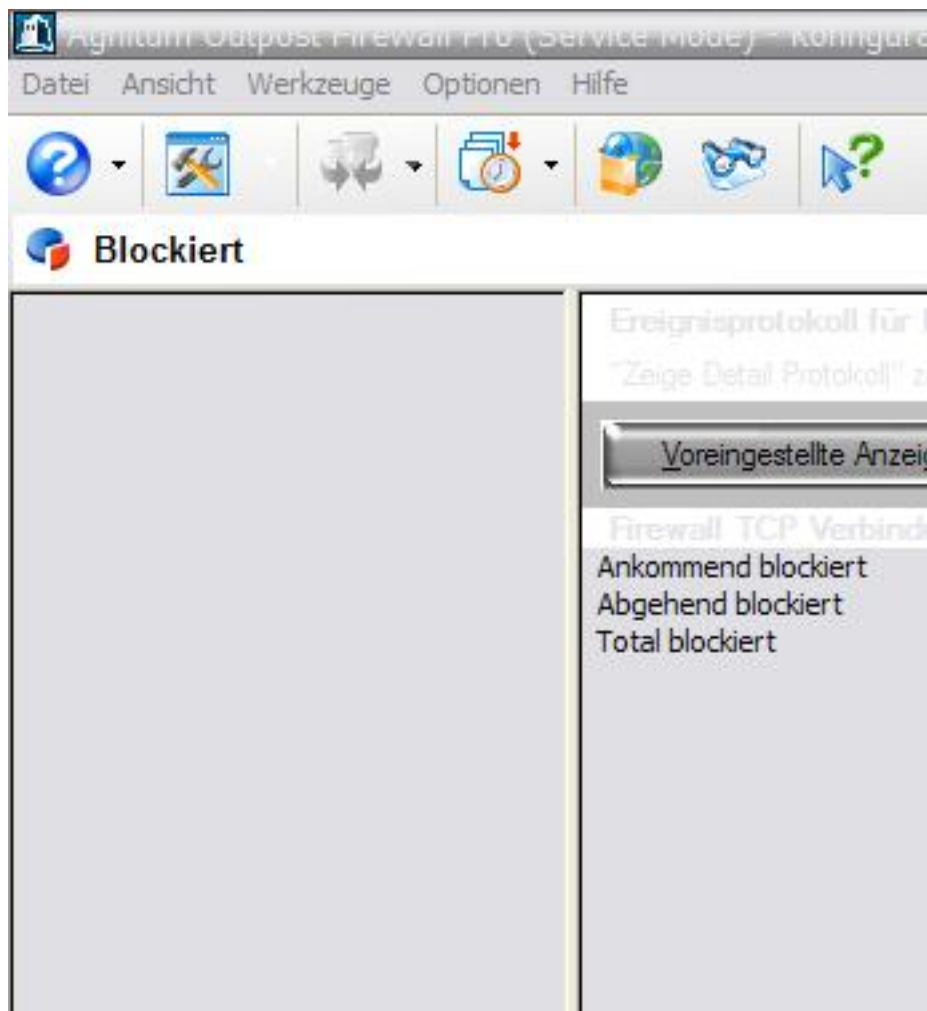 Agnitum Outpost Firewall Pro (Service Mode) -
Datei Ansicht Werkzeuge Optionen Hilfe
Blockiert
Ereignisprotokoll für
"Zeige Detail Protokoll"
Voreingestellte Anzeig
Firewall TCP Verbind
Ankommend blockiert
Abgehend blockiert
Total blockiert